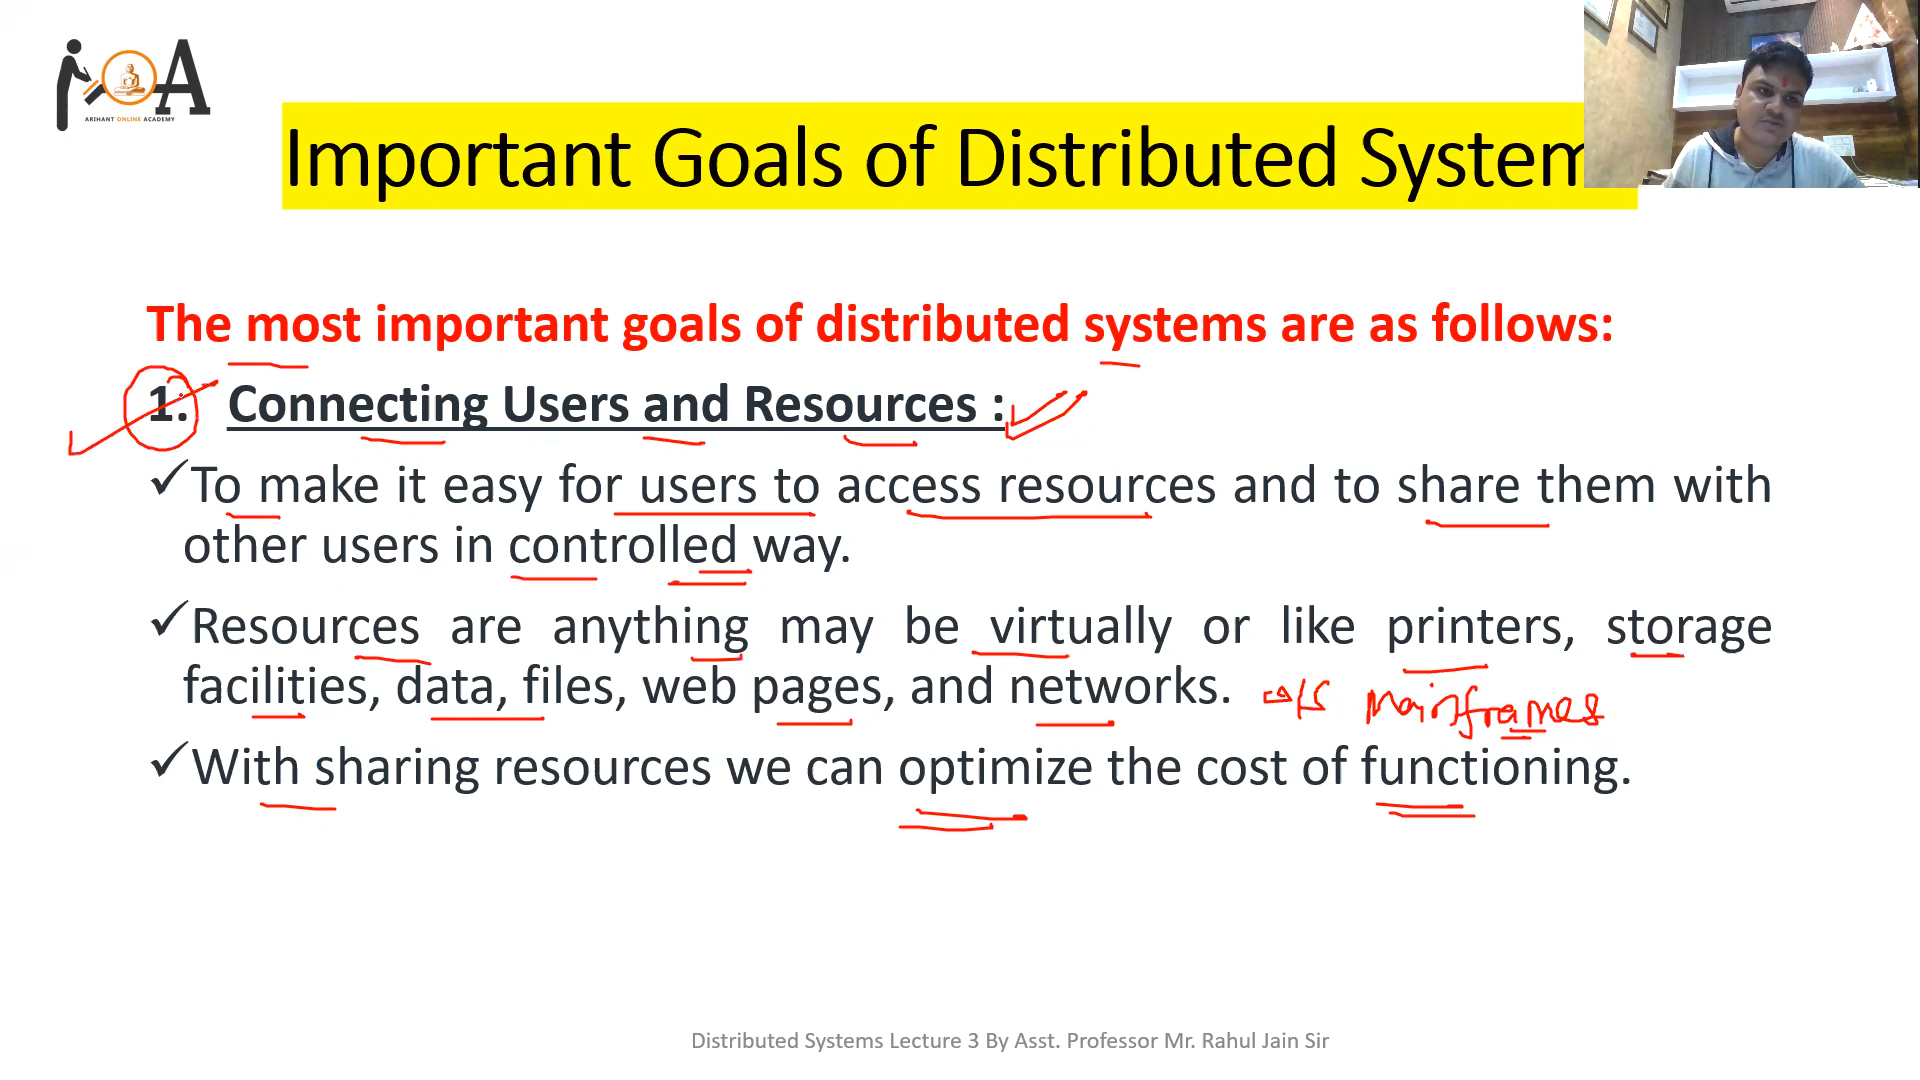 A
ARIHANT ONLINE ACADEMY
Important Goals of Distributed System
The most important goals of distributed systems are as follows:
1. Connecting Users and Resources :
✓To make it easy for users to access resources and to share them with
other users in controlled way.
✓Resources are anything may be virtually or like printers, storage
facilities, data, files, web pages, and networks. Mainframes
✓With sharing resources we can optimize the cost of functioning.
Distributed Systems Lecture 3 By Asst. Professor Mr. Rahul Jain Sir